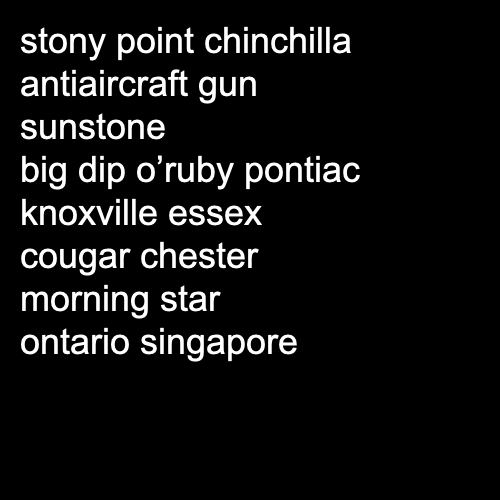 stony point chinchilla
antiaircraft gun
sunstone
big dip o’ruby pontiac
knoxville essex
cougar chester
morning star
ontario singapore